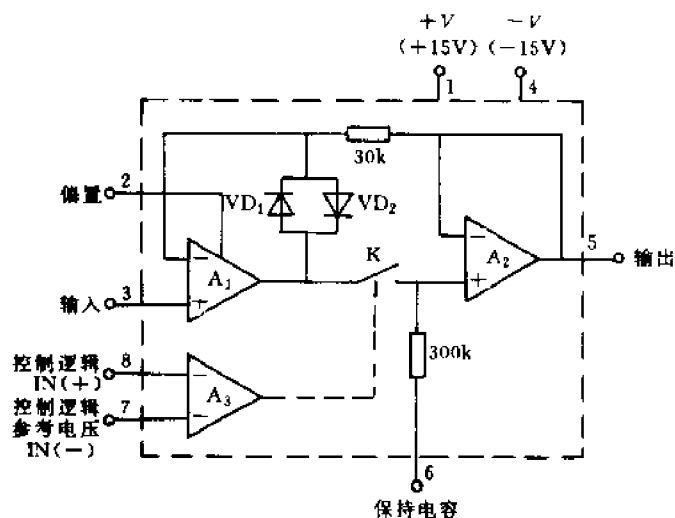 +V
-V
(+15V)
(-15V)
1
4
30k
偏置
2
VD₁
VD₂
K
A₁
A₂
-
+
-
+
5
输出
输入
3
控制逻辑
IN(+)
8
-
A₃
300k
控制逻辑
参考电压
IN(-)
7
-
6
保持电容